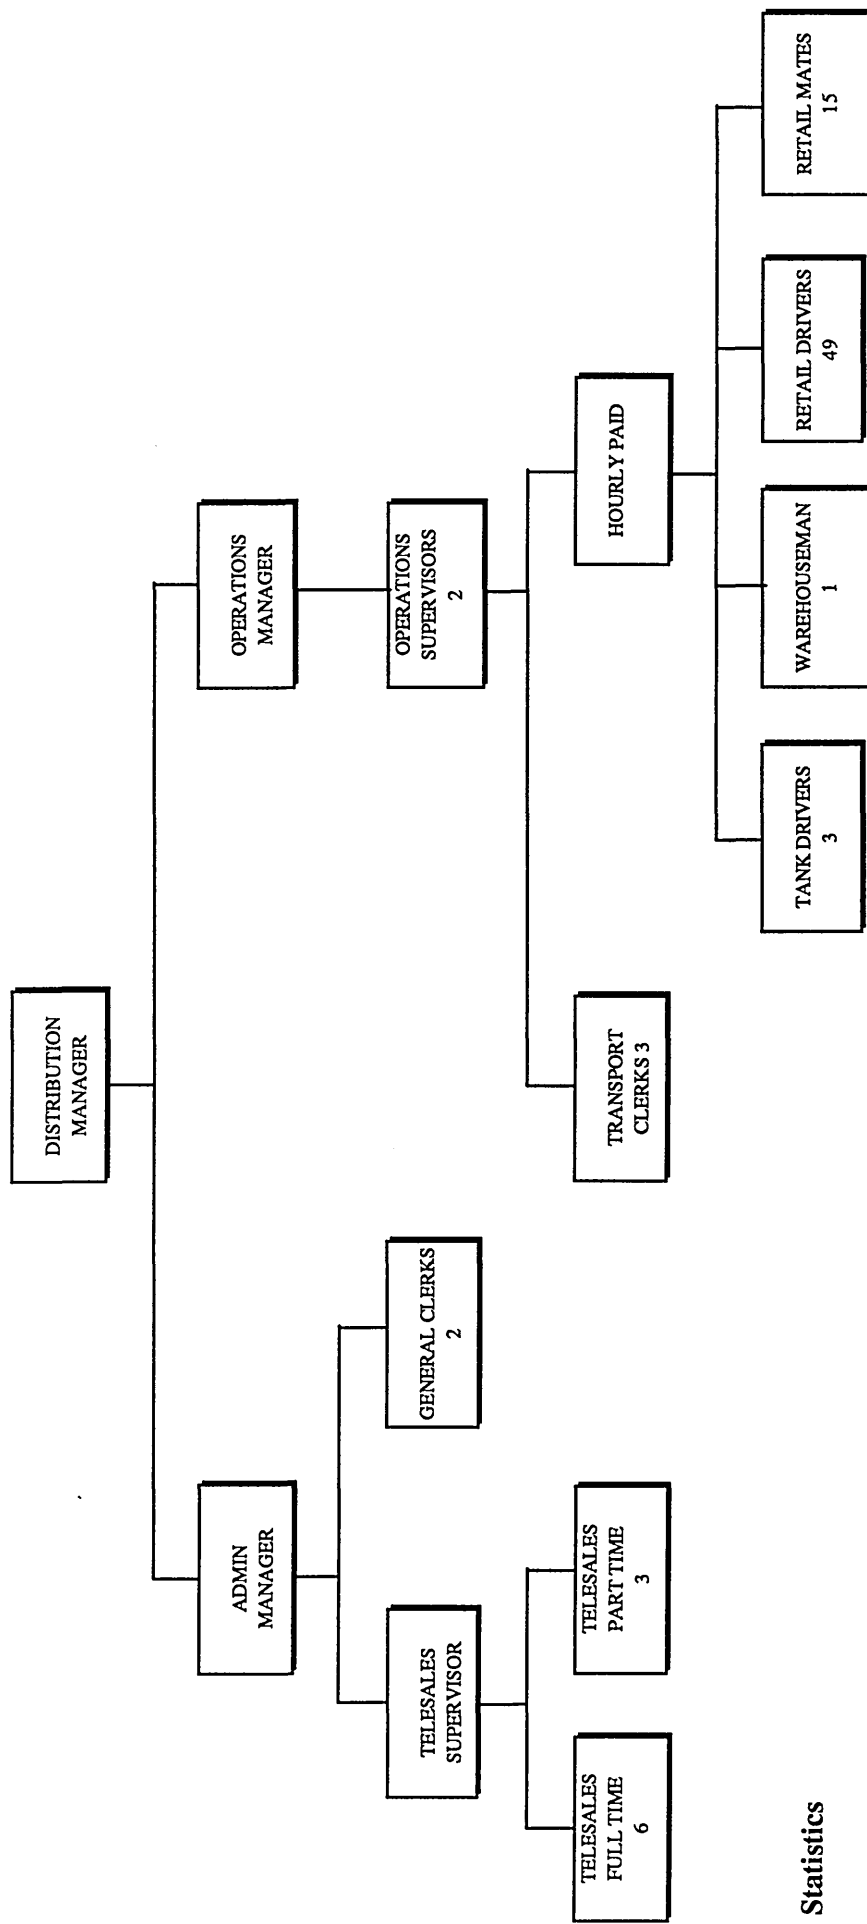 DISTRIBUTION
MANAGER
ADMIN
MANAGER
OPERATIONS
MANAGER
TELESALES
SUPERVISOR
GENERAL CLERKS
2
OPERATIONS
SUPERVISORS
2
TELESALES
FULL TIME
6
TELESALES
PART TIME
3
TRANSPORT
CLERKS 3
HOURLY PAID
TANK DRIVERS
3
WAREHOUSEMAN
1
RETAIL DRIVERS
49
RETAIL MATES
15
Statistics